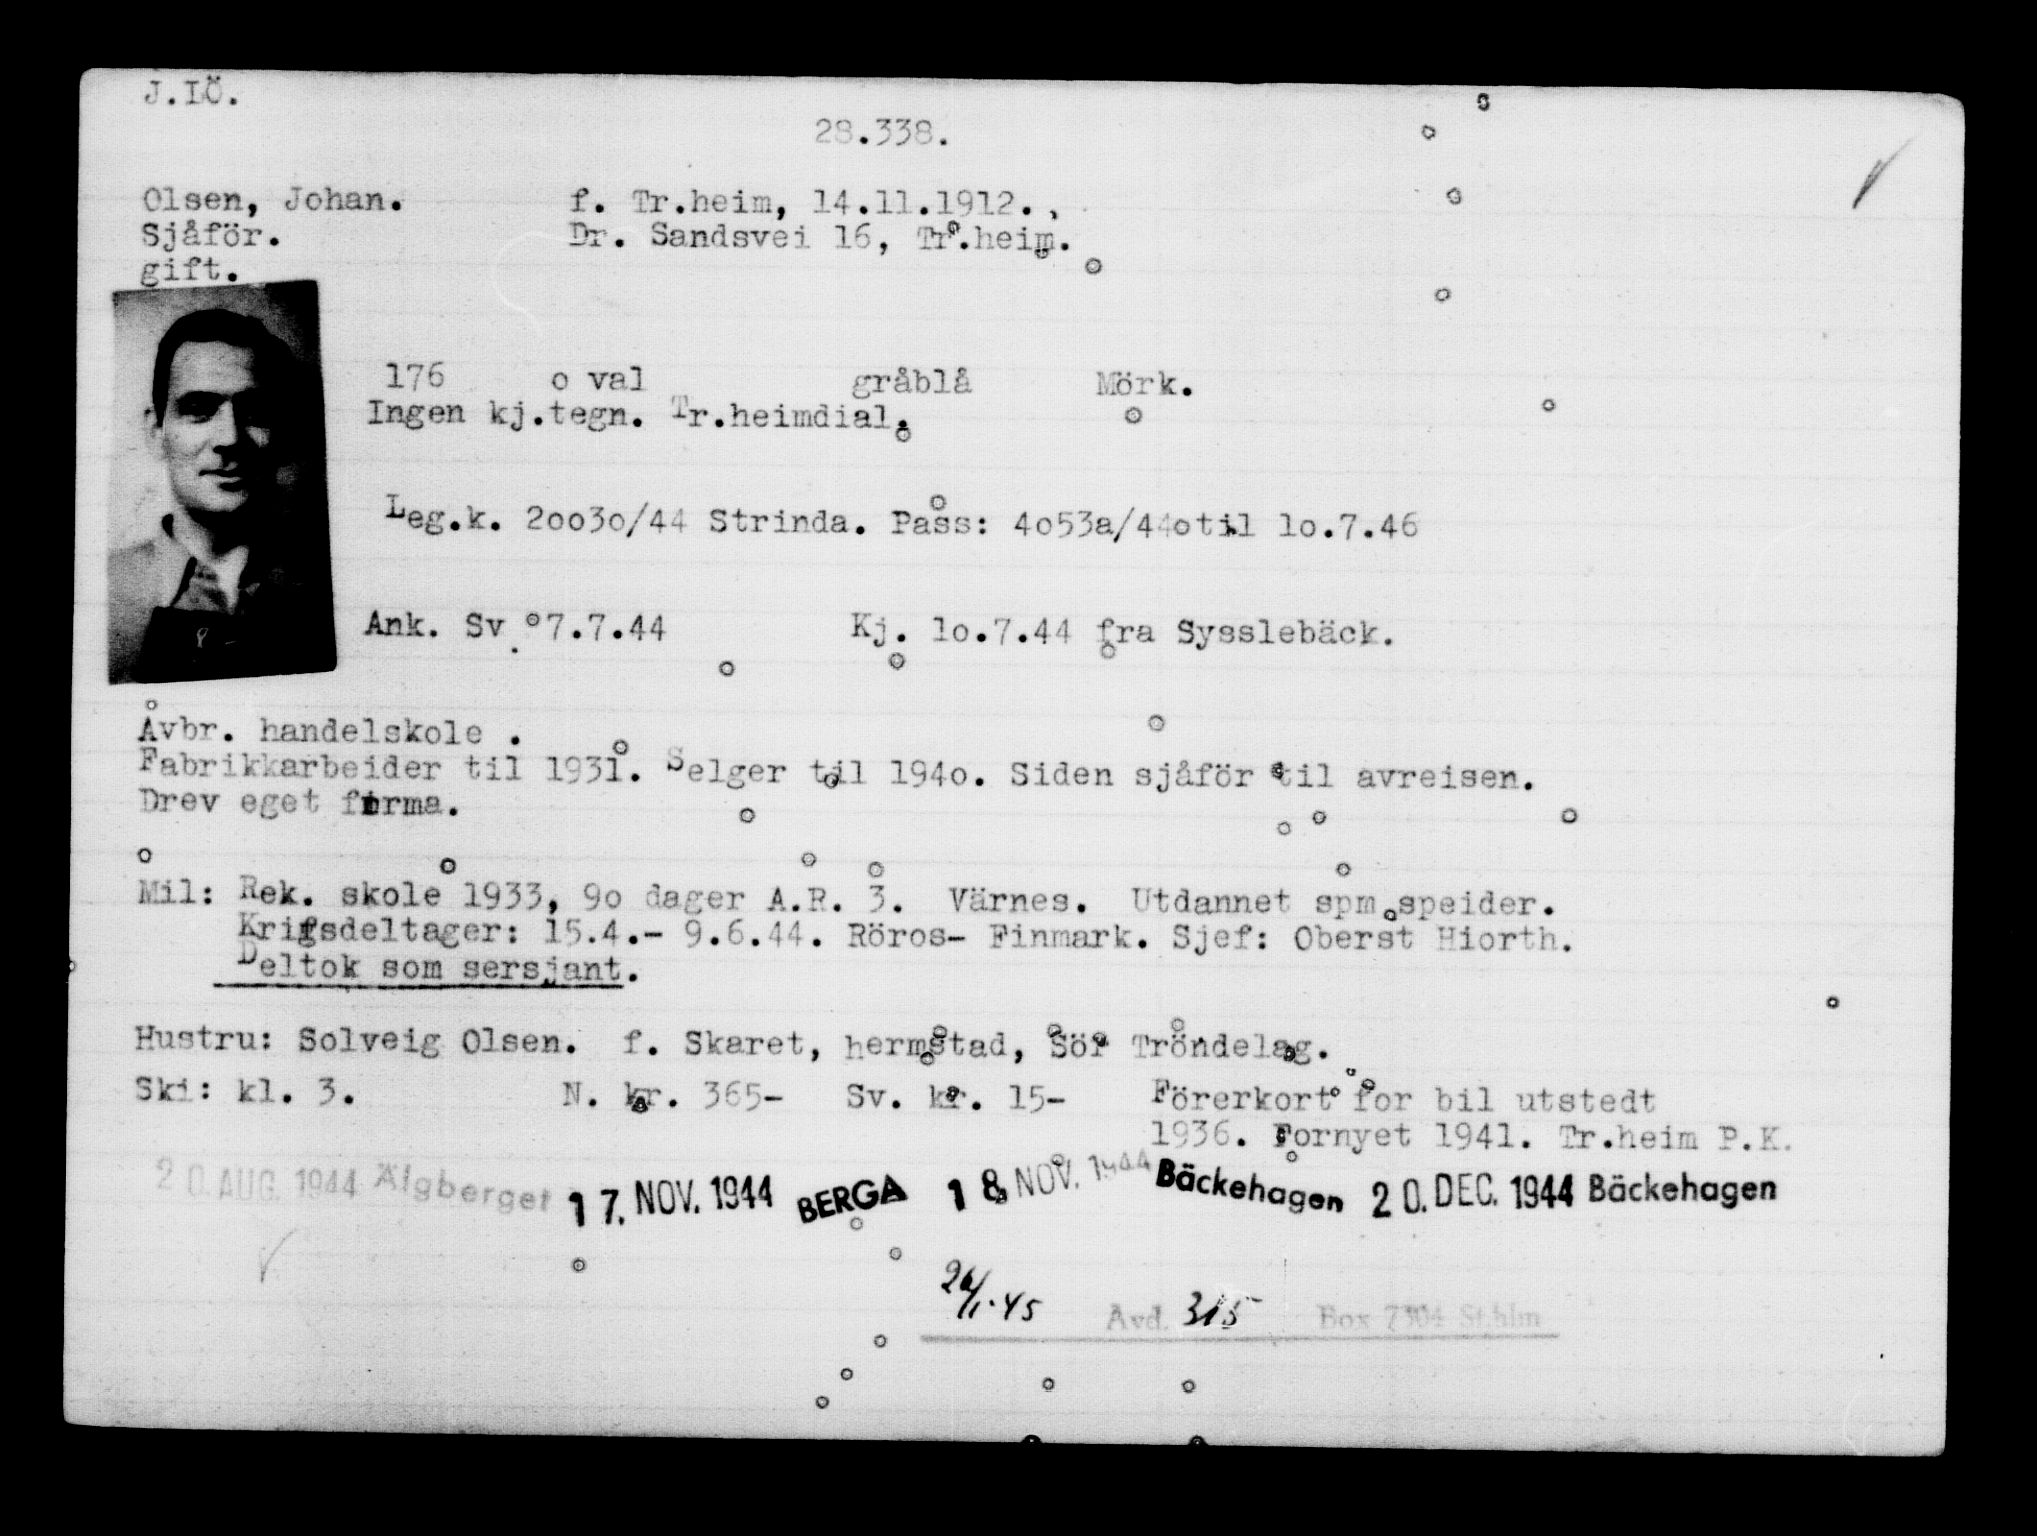 J.LÖ.
28.338.
Olsen, Johan. f. Tr.heim, 14.11.1912.
Sjåför. Dr. Sandsvei 16, Tr.heim.
gift.
176 o val gråblå Mörk.
Ingen kj.tegn. Tr.heimdial.
Leg.k. 2oo3o/44 Strinda. Pass: 4o53a/44 til lo.7.46
Ank. Sv 7.7.44 Kj. lo.7.44 fra Sysslebäck.
Avbr. handelskole .
Fabrikkarbeider til 1931. Selger til 194o. Siden sjåför til avreisen.
Drev eget firma.
Mil: Rek. skole 1933, 9o dager A.R. 3. Värnes. Utdannet spm speider.
Krigsdeltager: 15.4.- 9.6.44. Röros- Finmark. Sjef: Oberst Hiorth.
Deltok som sersjant.
Hustru: Solveig Olsen. f. Skaret, hermstad, Sör Tröndelag.
Ski: kl. 3. N. kr. 365- Sv. kr. 15- Förerkort for bil utstedt
1936. Fornyet 1941. Tr.heim P.K.
20. AUG. 1944 Älgberget 17. NOV. 1944 BERGA 18 NOV. 1944 Bäckehagen 20. DEC. 1944 Bäckehagen
26/1.45 Avd. 315 Box 7304 St.hlm